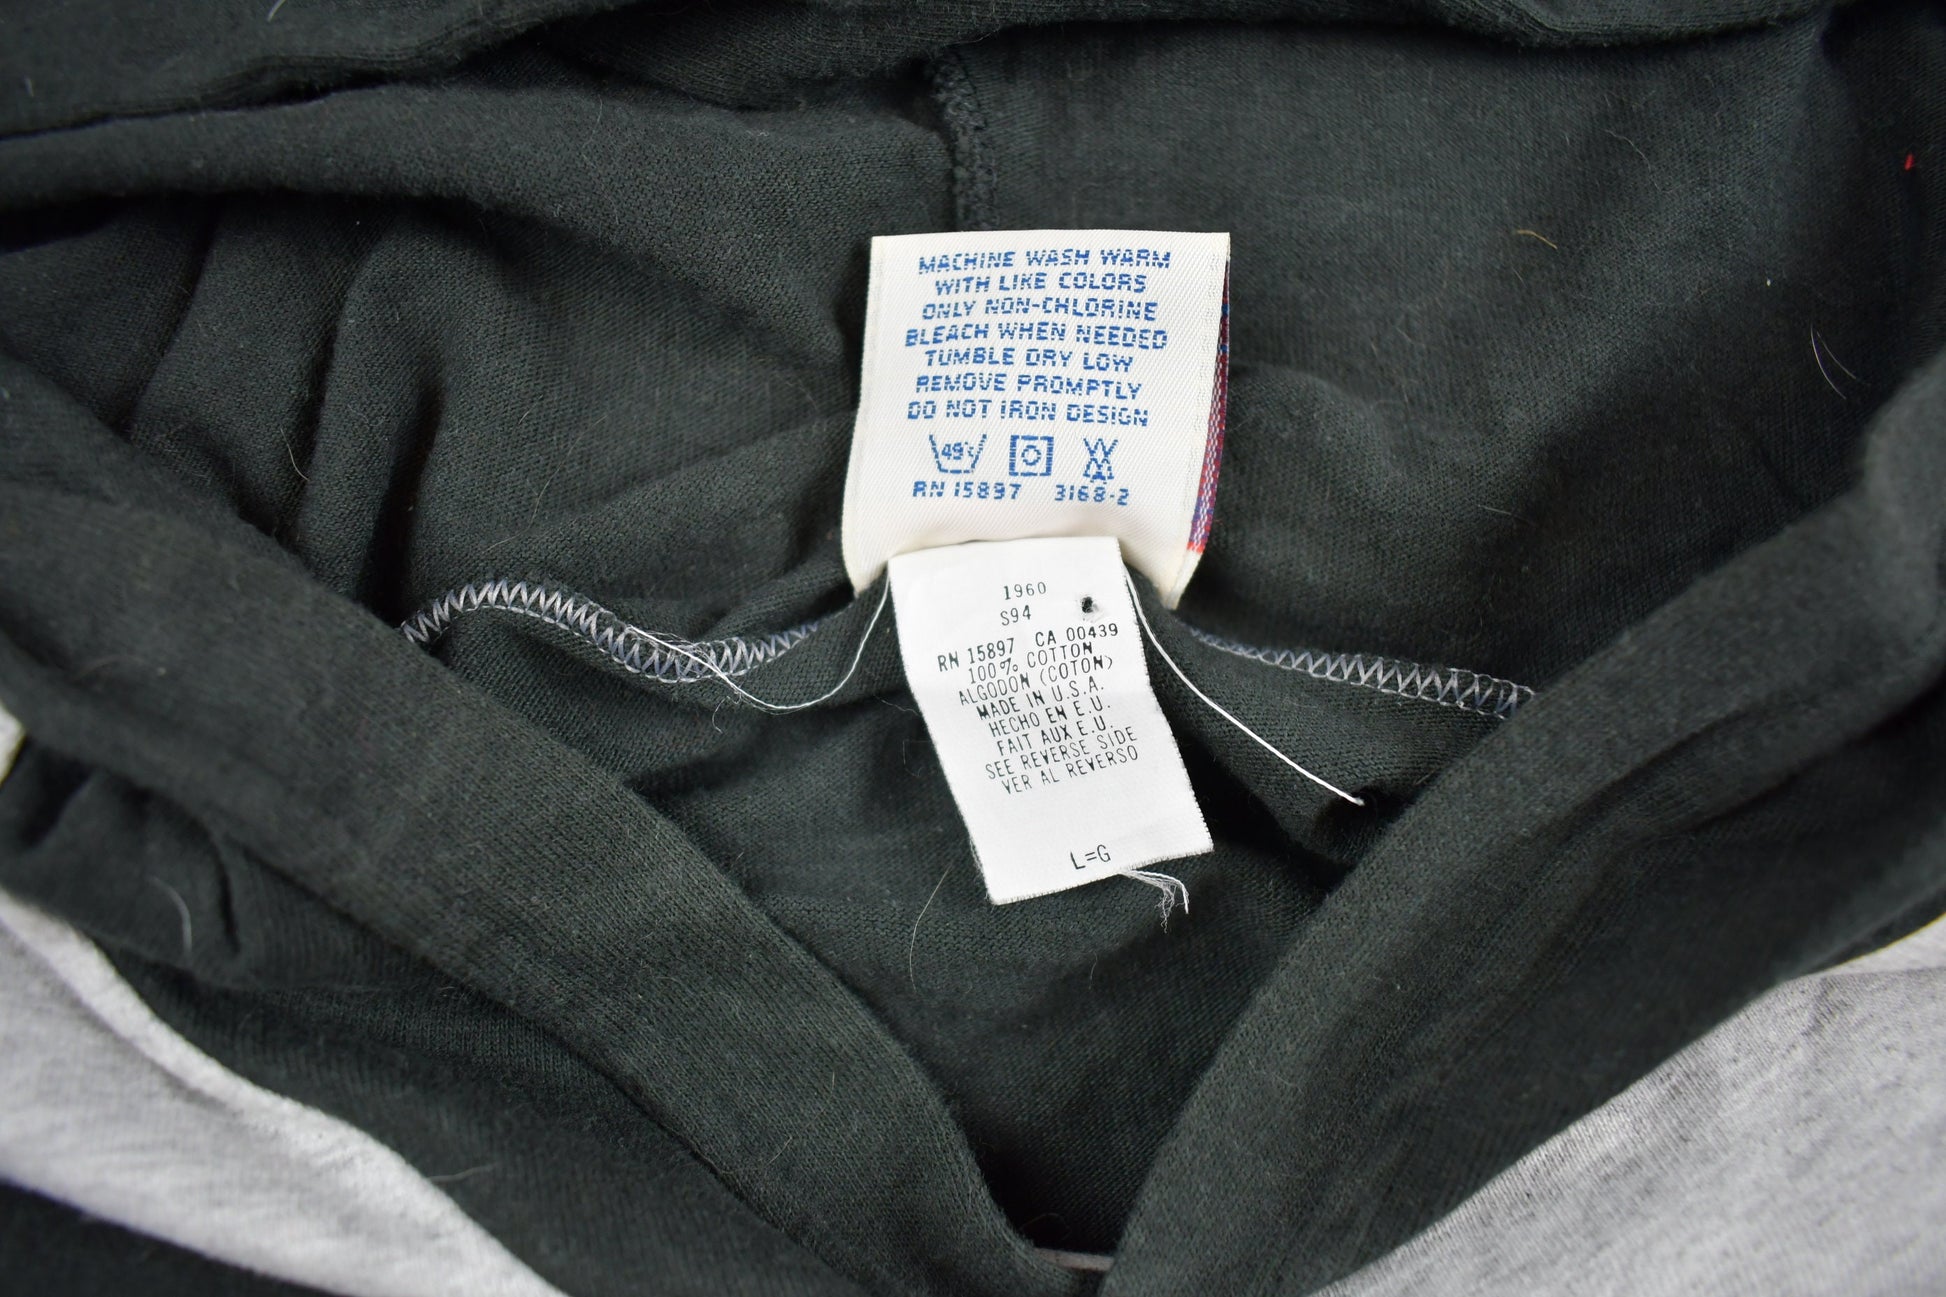 MACHINE WASH WARM
WITH LIKE COLORS
ONLY NON-CHLORINE
BLEACH WHEN NEEDED
TUMBLE DRY LOW
REMOVE PROMPTLY
DO NOT IRON DESIGN
49°c
RN 15897 3168-2
1960
S94
RN 15897 CA 00439
100% COTTON
ALGODON (COTON)
MADE IN U.S.A.
HECHO EN E.U.
FAIT AUX E.U.
SEE REVERSE SIDE
VER AL REVERSO
L=G